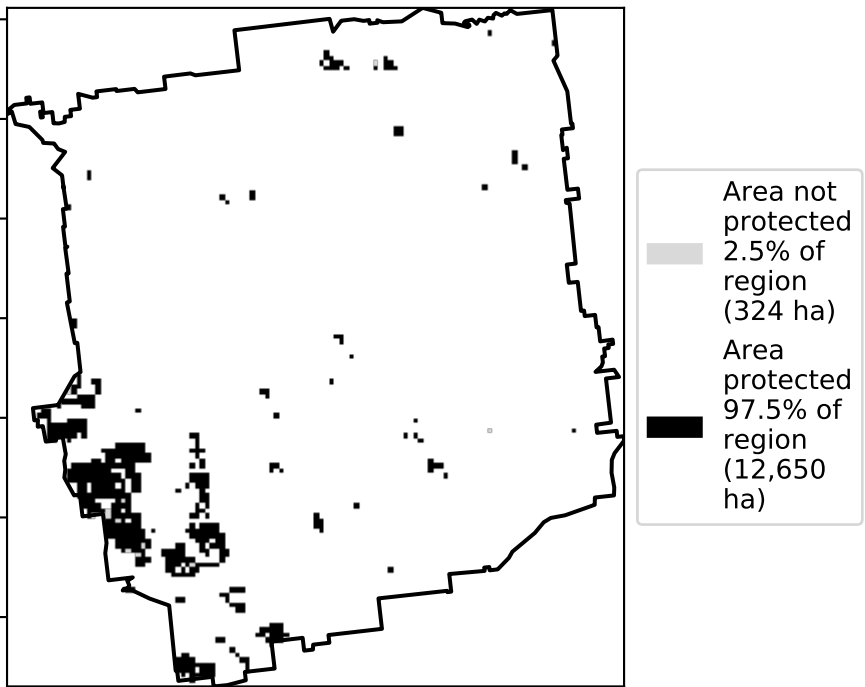 Area not
protected
2.5% of
region
(324 ha)
Area
protected
97.5% of
region
(12,650
ha)